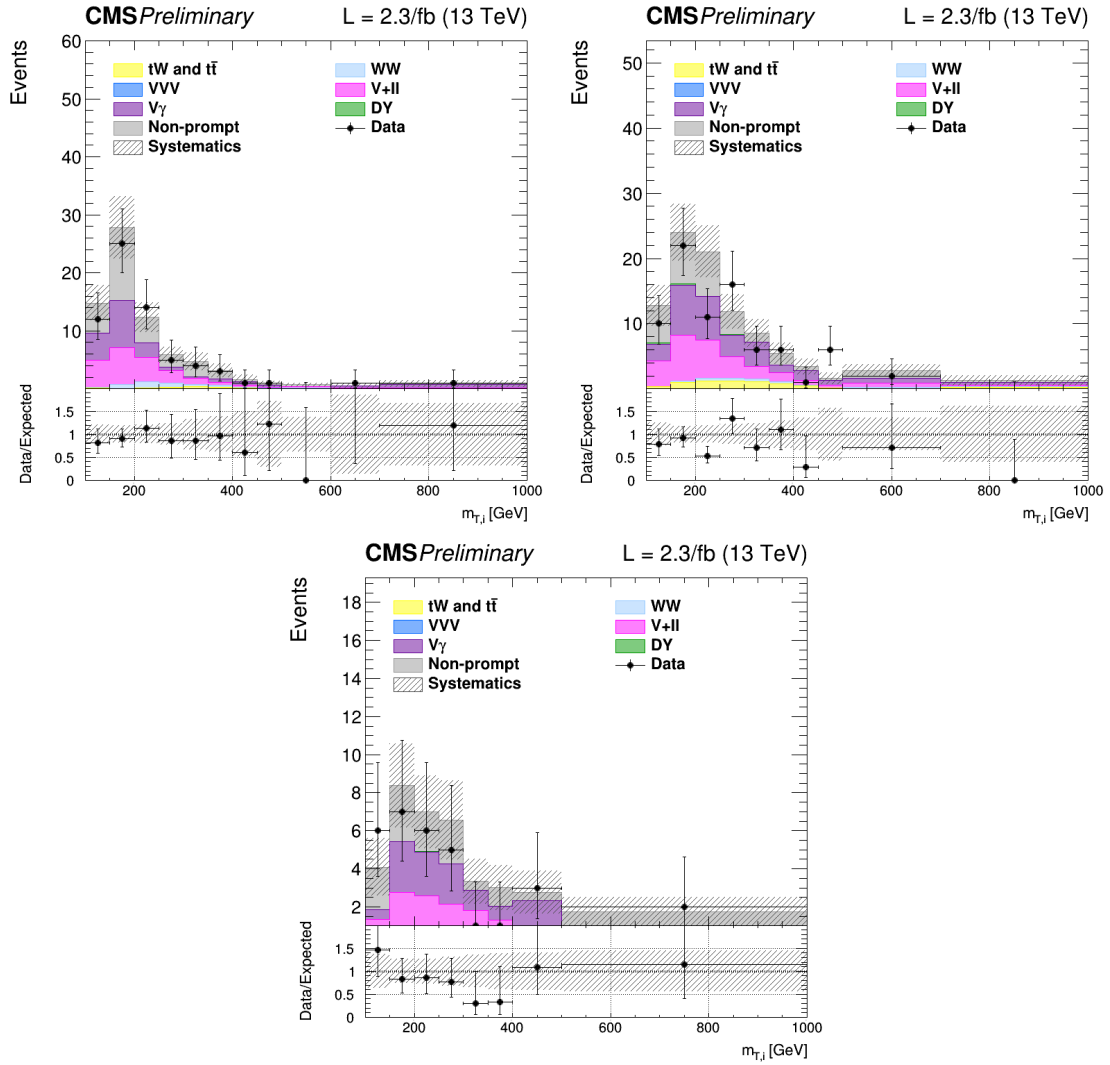 CMS Preliminary L = 2.3/fb (13 TeV)
Events
60
50
40
30
20
10
tW and tt̄ WW
VVV V+ll
Vγ DY
Non-prompt Data
Systematics
Data/Expected
1.5
1
0.5
0
200 400 600 800 1000
m_T,i [GeV]
CMS Preliminary L = 2.3/fb (13 TeV)
Events
50
40
30
20
10
tW and tt̄ WW
VVV V+ll
Vγ DY
Non-prompt Data
Systematics
Data/Expected
1.5
1
0.5
0
200 400 600 800 1000
m_T,i [GeV]
CMS Preliminary L = 2.3/fb (13 TeV)
Events
18
16
14
12
10
8
6
4
2
tW and tt̄ WW
VVV V+ll
Vγ DY
Non-prompt Data
Systematics
Data/Expected
1.5
1
0.5
0
200 400 600 800 1000
m_T,i [GeV]